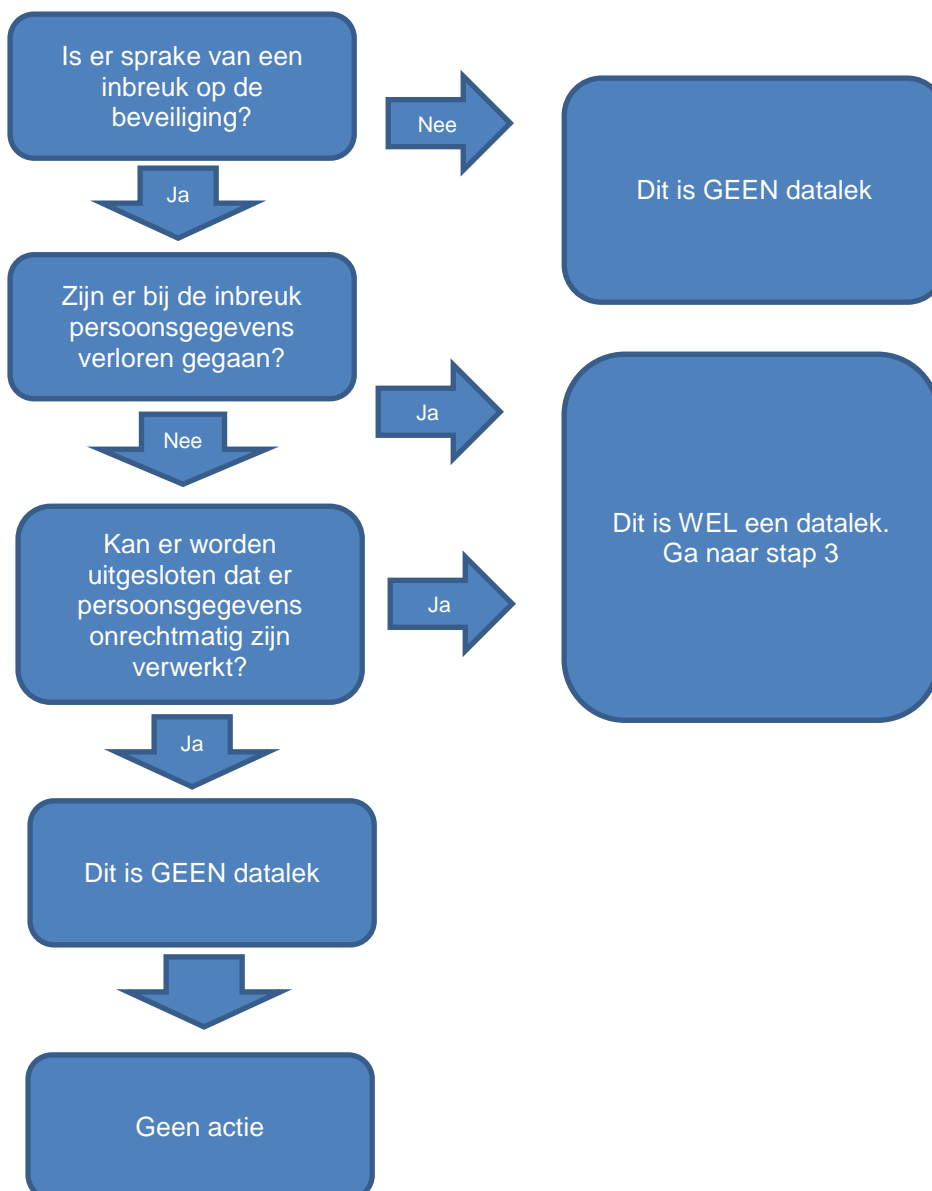 Is er sprake van een
inbreuk op de
beveiliging?
Nee
Dit is GEEN datalek
Ja
Zijn er bij de inbreuk
persoonsgegevens
verloren gegaan?
Ja
Nee
Dit is WEL een datalek.
Ga naar stap 3
Kan er worden
uitgesloten dat er
persoonsgegevens
onrechtmatig zijn
verwerkt?
Ja
Ja
Dit is GEEN datalek
Geen actie